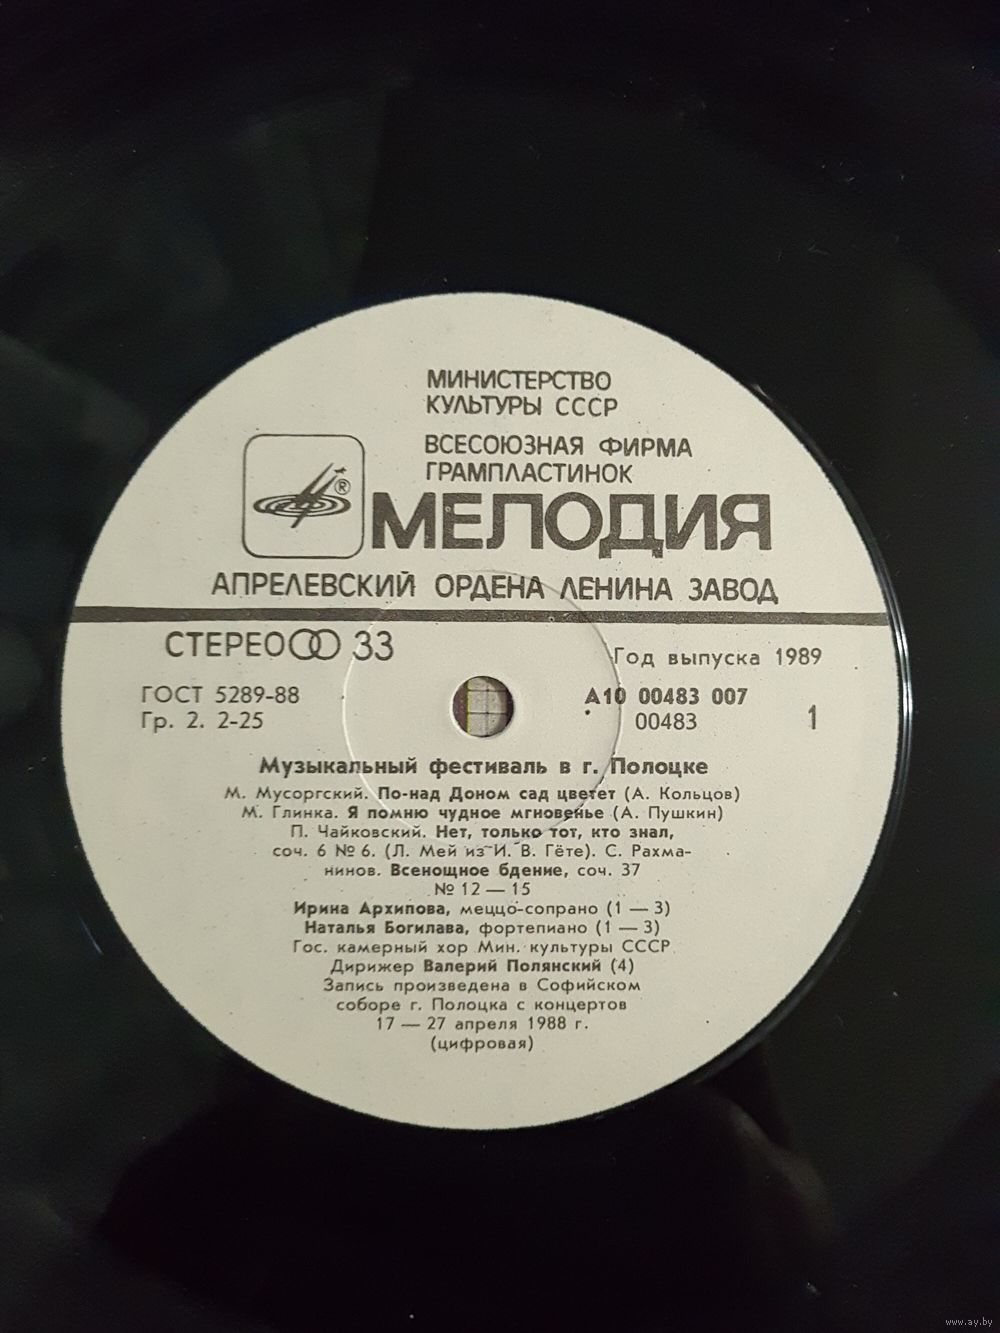 МИНИСТЕРСТВО
КУЛЬТУРЫ СССР
ВСЕСОЮЗНАЯ ФИРМА
ГРАМПЛАСТИНОК
®
МЕЛОДИЯ
АПРЕЛЕВСКИЙ ОРДЕНА ЛЕНИНА ЗАВОД
СТЕРЕО 33
Год выпуска 1989
ГОСТ 5289-88
Гр. 2. 2-25
А10 00483 007
00483
1
Музыкальный фестиваль в г. Полоцке
М. Мусоргский. По-над Доном сад цветет (А. Кольцов)
М. Глинка. Я помню чудное мгновенье (А. Пушкин)
П. Чайковский. Нет, только тот, кто знал,
соч. 6 № 6. (Л. Мей из И. В. Гёте). С. Рахма-
нинов. Всенощное бдение, соч. 37
№ 12 — 15
Ирина Архипова, меццо-сопрано (1 — 3)
Наталья Богилава, фортепиано (1 — 3)
Гос. камерный хор Мин. культуры СССР
Дирижер Валерий Полянский (4)
Запись произведена в Софийском
соборе г. Полоцка с концертов
17 — 27 апреля 1988 г.
(цифровая)
www.ay.by